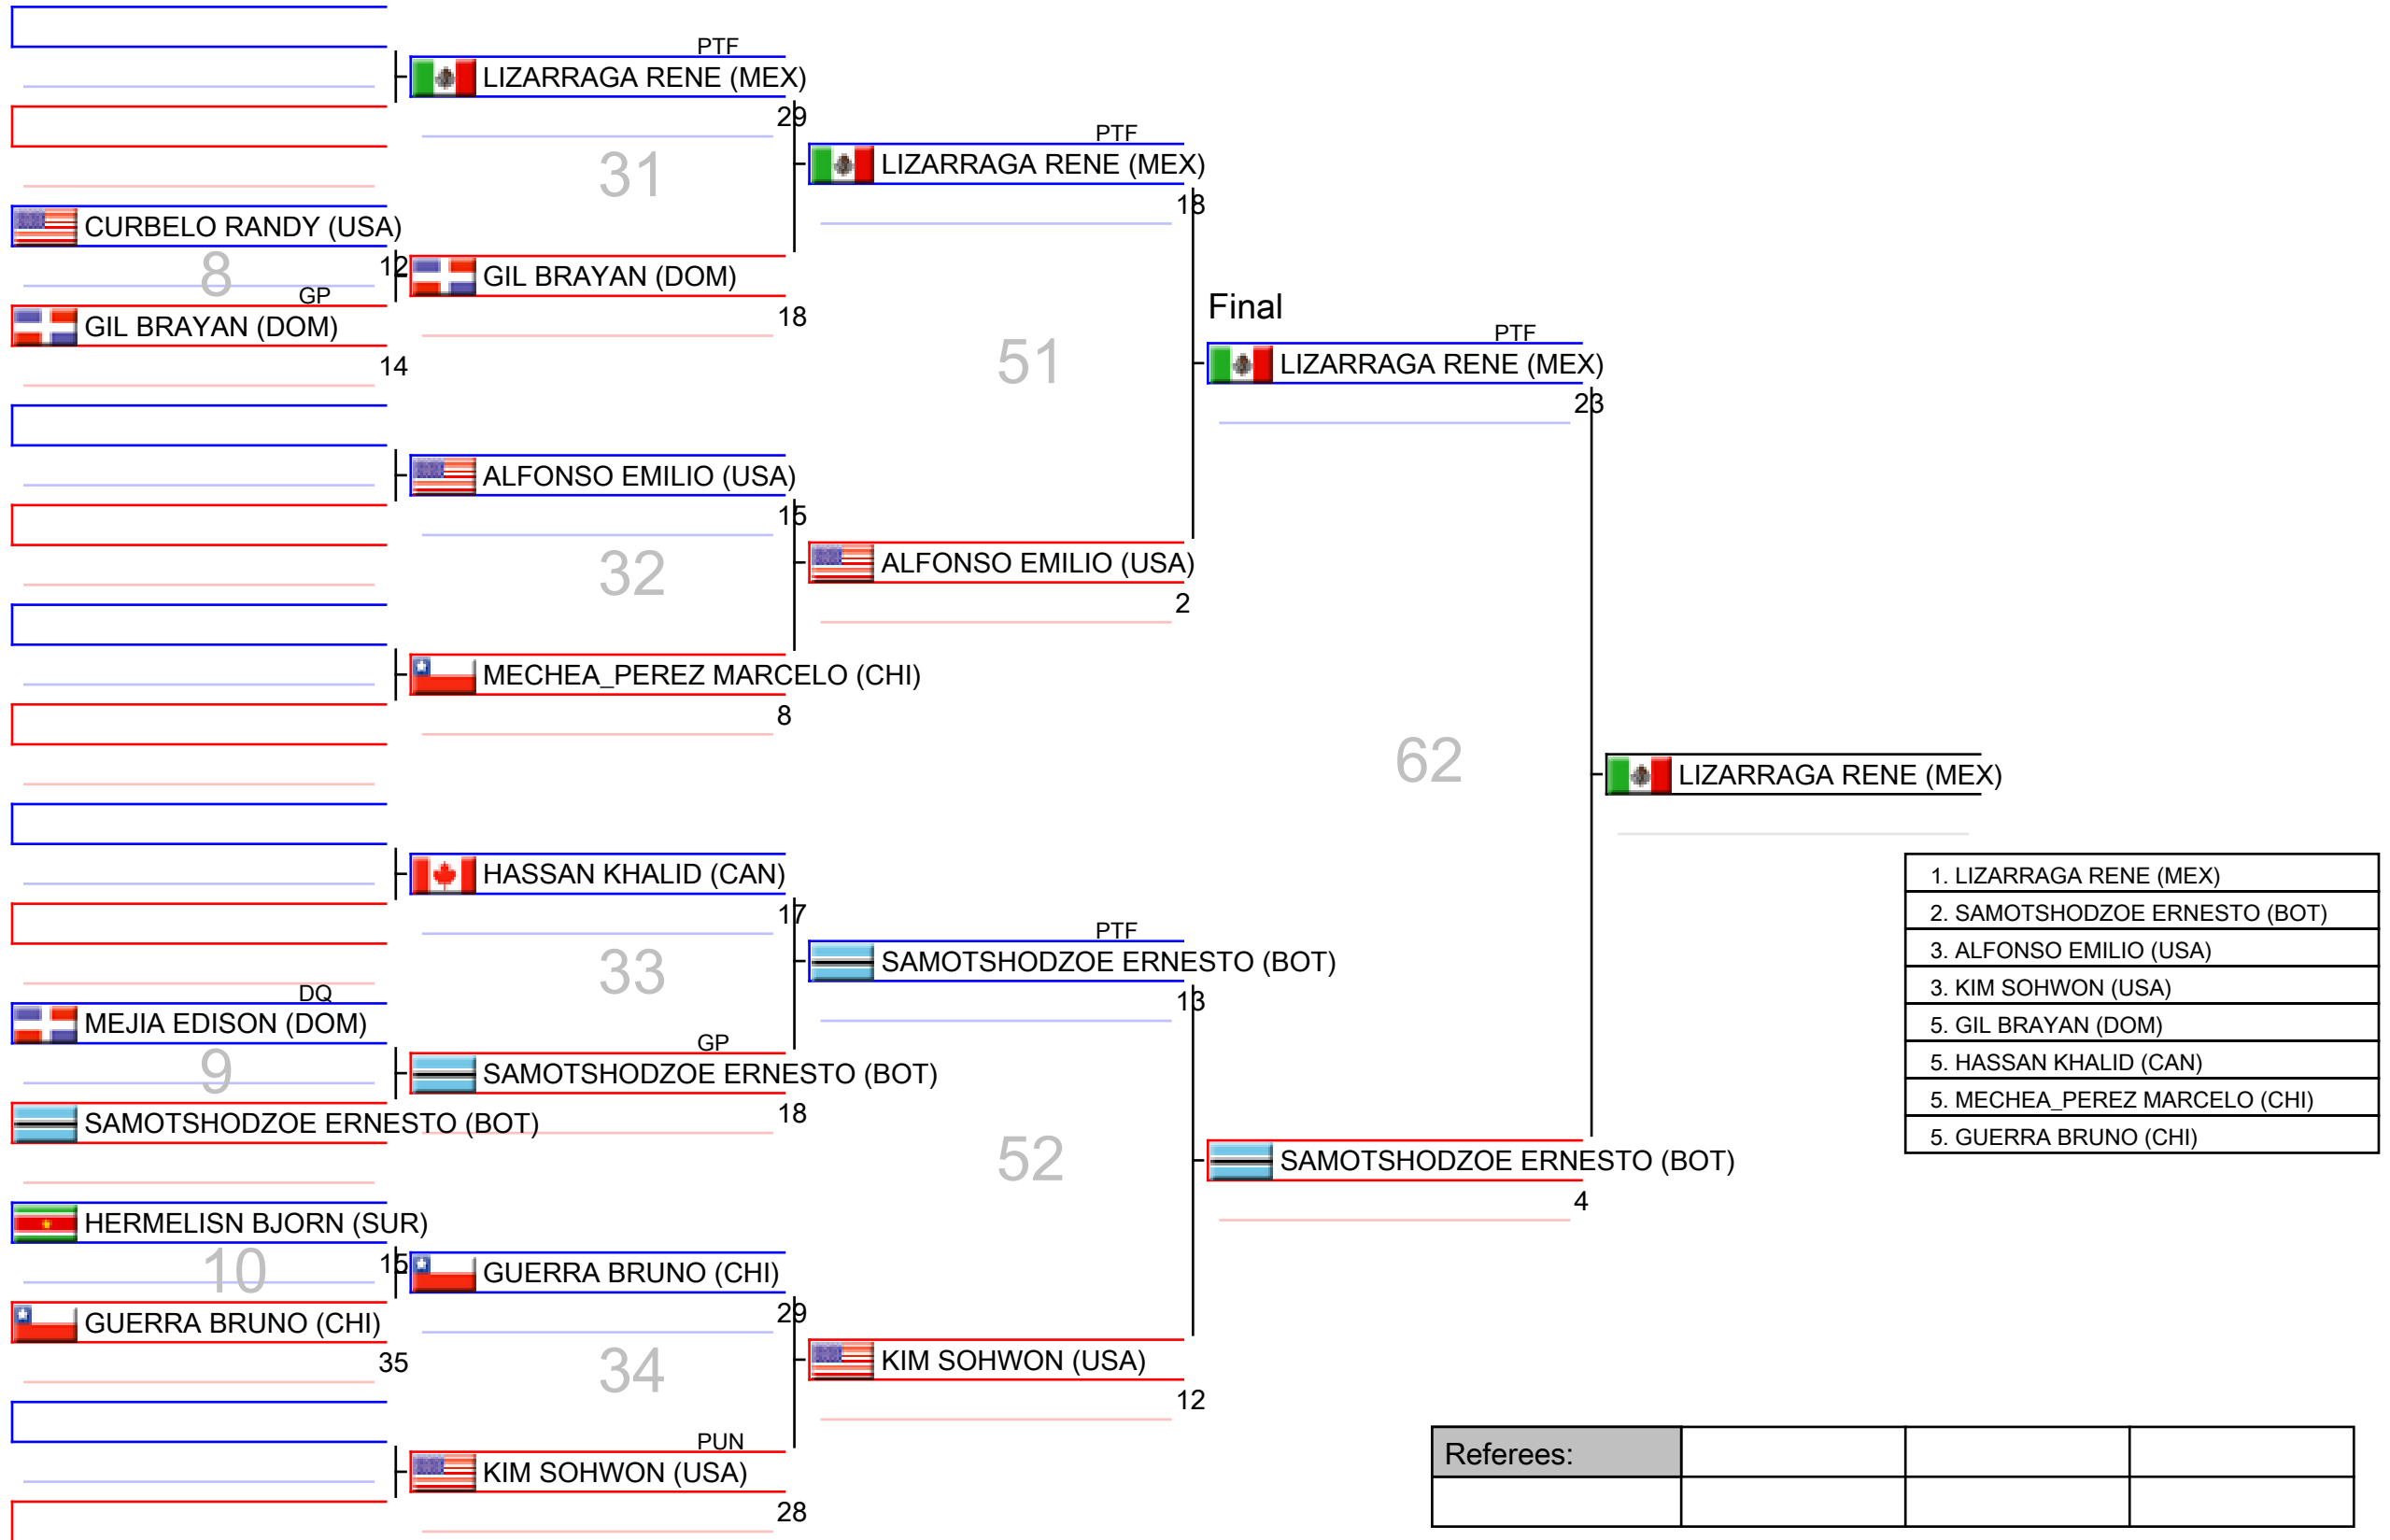 PTF
LIZARRAGA RENE (MEX)
29
31
CURBELO RANDY (USA)
12
8
GP
GIL BRAYAN (DOM)
14
GIL BRAYAN (DOM)
18
PTF
LIZARRAGA RENE (MEX)
18
51
Final
PTF
LIZARRAGA RENE (MEX)
23
ALFONSO EMILIO (USA)
15
32
ALFONSO EMILIO (USA)
2
MECHEA_PEREZ MARCELO (CHI)
8
62
LIZARRAGA RENE (MEX)
HASSAN KHALID (CAN)
17
33
PTF
SAMOTSHODZOE ERNESTO (BOT)
13
DQ
MEJIA EDISON (DOM)
9
SAMOTSHODZOE ERNESTO (BOT)
GP
SAMOTSHODZOE ERNESTO (BOT)
18
52
SAMOTSHODZOE ERNESTO (BOT)
4
HERMELISN BJORN (SUR)
15
10
GUERRA BRUNO (CHI)
35
GUERRA BRUNO (CHI)
29
34
KIM SOHWON (USA)
12
PUN
KIM SOHWON (USA)
28
1. LIZARRAGA RENE (MEX)
2. SAMOTSHODZOE ERNESTO (BOT)
3. ALFONSO EMILIO (USA)
3. KIM SOHWON (USA)
5. GIL BRAYAN (DOM)
5. HASSAN KHALID (CAN)
5. MECHEA_PEREZ MARCELO (CHI)
5. GUERRA BRUNO (CHI)
Referees: